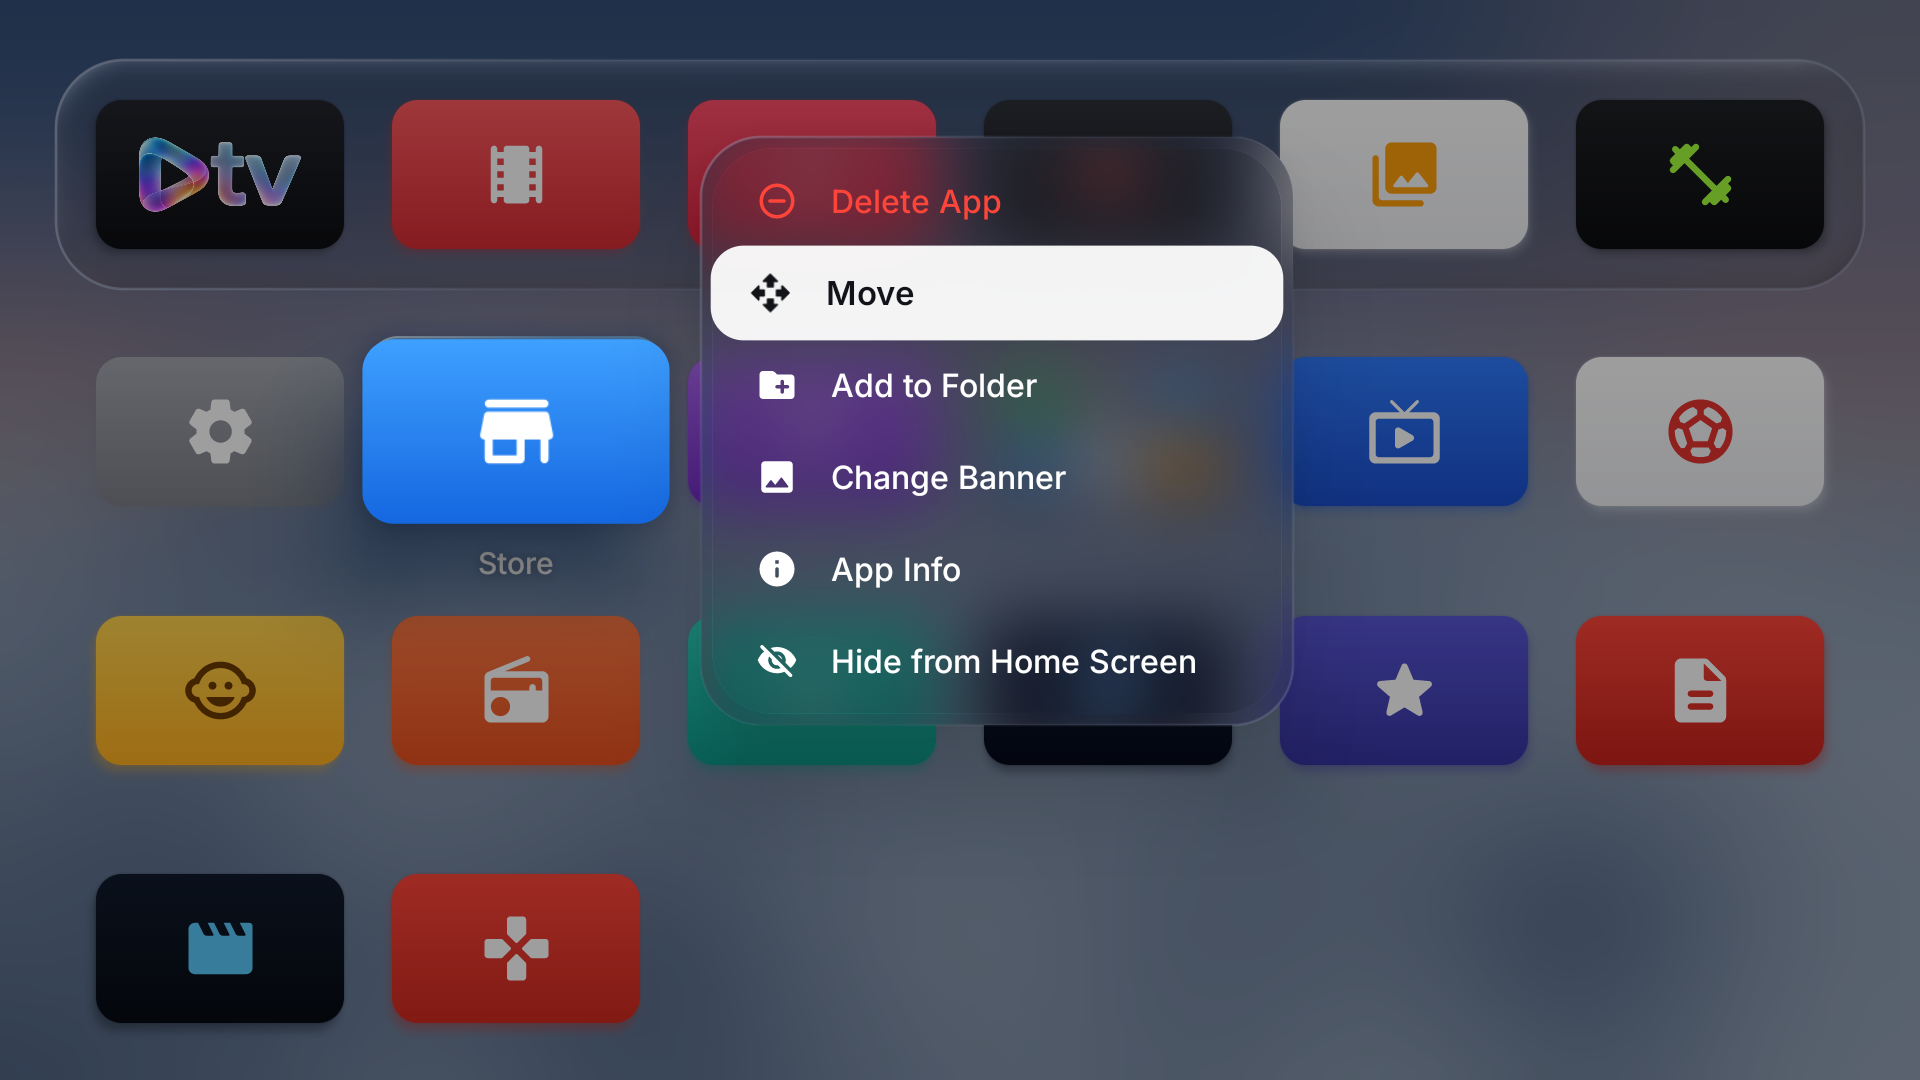 tv
Delete App
Move
Add to Folder
Change Banner
App Info
Hide from Home Screen
Store